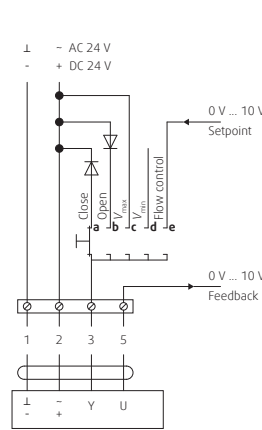 ⊥ ~ AC 24 V
- + DC 24 V
0 V ... 10 V
Setpoint
Close
Open
Vmax
Vmin
Flow control
a b c d e
0 V ... 10 V
Feedback
1 2 3 5
⊥ ~ Y U
- +